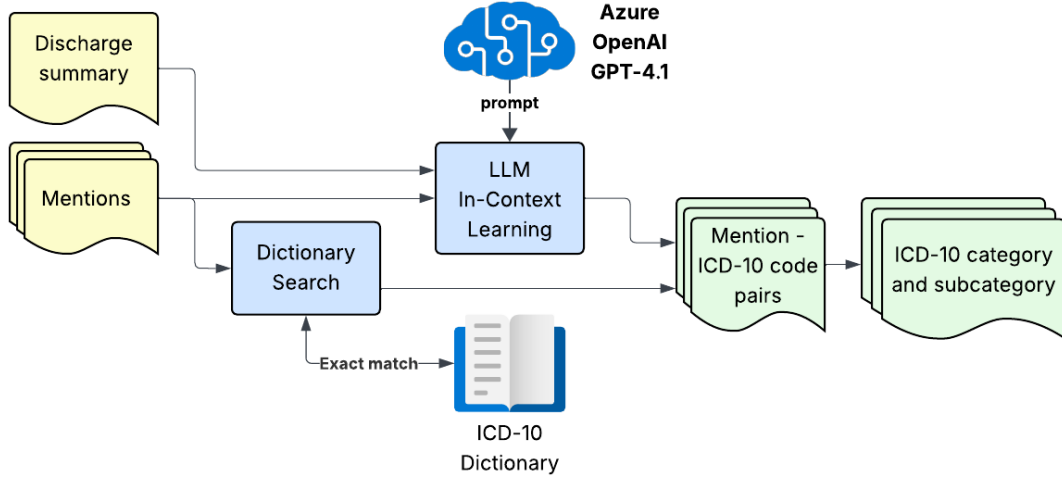 Discharge
summary
Azure
OpenAI
GPT-4.1
prompt
Mentions
LLM
In-Context
Learning
Dictionary
Search
Mention -
ICD-10 code
pairs
ICD-10 category
and subcategory
Exact match
ICD-10
Dictionary